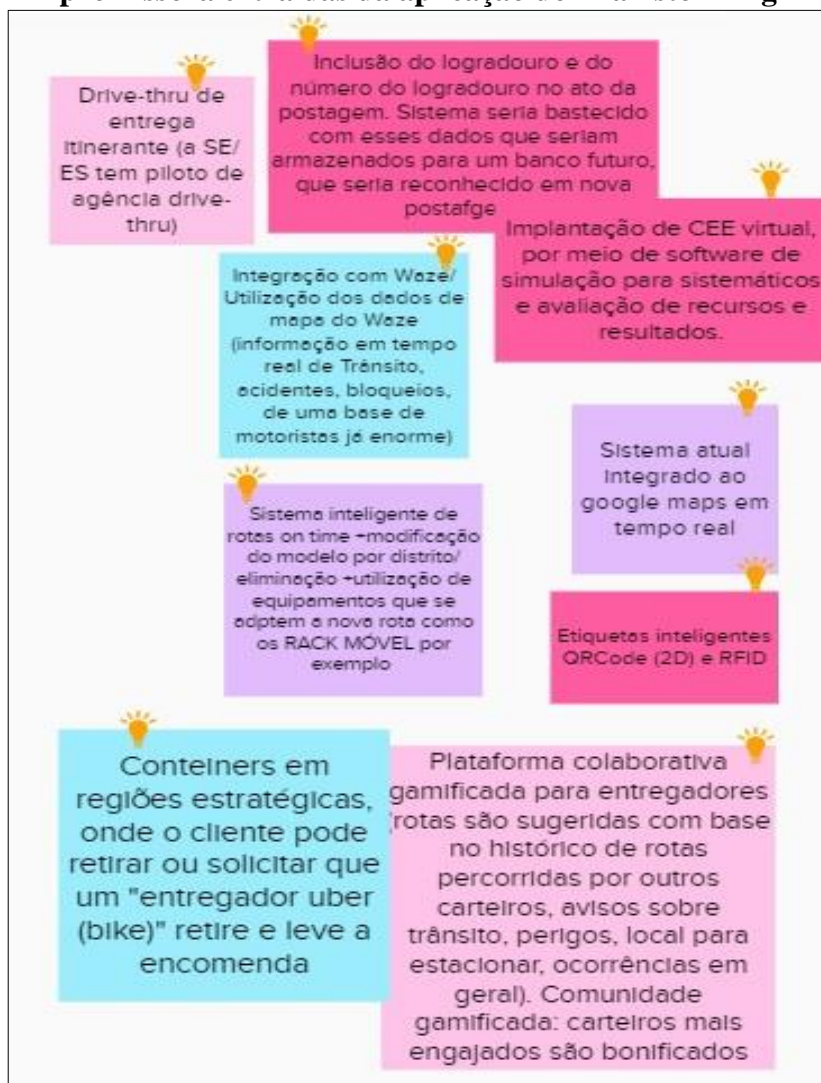 Drive-thru de
entrega
itinerante (a SE/
ES tem piloto de
agência drive-
thru)
Inclusão do logradouro e do
número do logradouro no ato da
postagem. Sistema seria bastecido
com esses dados que seriam
armazenados para um banco futuro,
que seria reconhecido em nova
postafge
Implantação de CEE virtual,
por meio de software de
simulação para sistemáticos
e avaliação de recursos e
resultados.
Integração com Waze/
Utilização dos dados de
mapa do Waze
(informação em tempo
real de Trânsito,
acidentes, bloqueios,
de uma base de
motoristas já enorme)
Sistema atual
integrado ao
google maps em
tempo real
Sistema inteligente de
rotas on time +modificação
do modelo por distrito/
eliminação +utilização de
equipamentos que se
adptem a nova rota como
os RACK MÓVEL por
exemplo
Etiquetas inteligentes
QRCode (2D) e RFID
Conteiners em
regiões estratégicas,
onde o cliente pode
retirar ou solicitar que
um "entregador uber
(bike)" retire e leve a
encomenda
Plataforma colaborativa
gamificada para entregadores
(rotas são sugeridas com base
no histórico de rotas
percorridas por outros
carteiros, avisos sobre
trânsito, perigos, local para
estacionar, ocorrências em
geral). Comunidade
gamificada: carteiros mais
engajados são bonificados